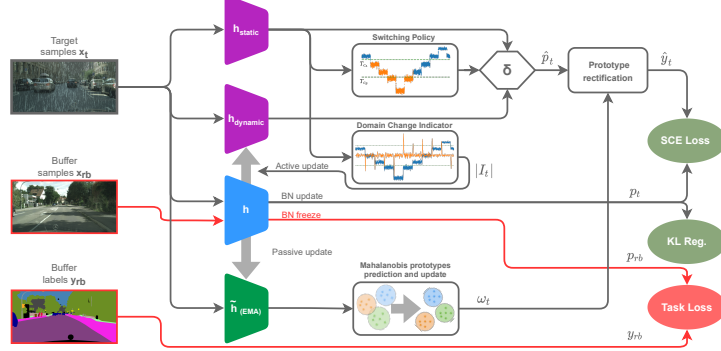 Target
samples x_t
h_static
Switching Policy
τ_c₁
τ_c₂
δ
p̂_t
Prototype
rectification
ŷ_t
h_dynamic
Domain Change Indicator
SCE Loss
Buffer
samples x_rb
Active update
|I_t|
h
BN update
p_t
BN freeze
KL Reg.
Passive update
p_rb
Buffer
labels y_rb
Mahalanobis prototypes
prediction and update
h̃ (EMA)
ω_t
Task Loss
y_rb